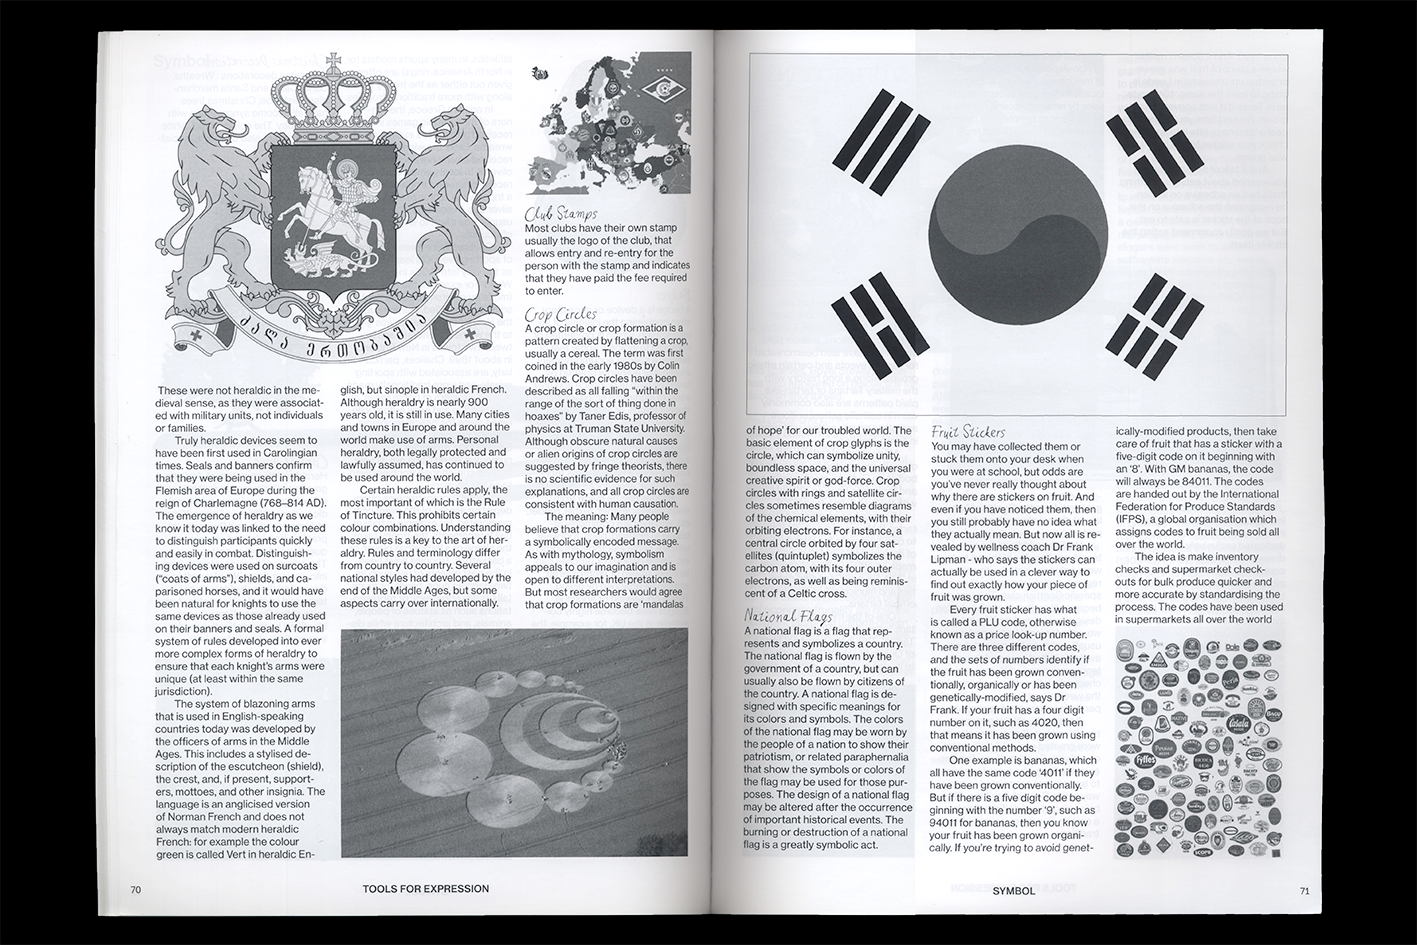 ძალა ერთობაშია
These were not heraldic in the me-
dieval sense, as they were associat-
ed with military units, not individuals
or families.
Truly heraldic devices seem to
have been first used in Carolingian
times. Seals and banners confirm
that they were being used in the
Flemish area of Europe during the
reign of Charlemagne (768–814 AD).
The emergence of heraldry as we
know it today was linked to the need
to distinguish participants quickly
and easily in combat. Distinguish-
ing devices were used on surcoats
(“coats of arms”), shields, and ca-
parisoned horses, and it would have
been natural for knights to use the
same devices as those already used
on their banners and seals. A formal
system of rules developed into ever
more complex forms of heraldry to
ensure that each knight’s arms were
unique (at least within the same
jurisdiction).
The system of blazoning arms
that is used in English-speaking
countries today was developed by
the officers of arms in the Middle
Ages. This includes a stylised de-
scription of the escutcheon (shield),
the crest, and, if present, support-
ers, mottoes, and other insignia. The
language is an anglicised version
of Norman French and does not
always match modern heraldic
French: for example the colour
green is called Vert in heraldic En-
glish, but sinople in heraldic French.
Although heraldry is nearly 900
years old, it is still in use. Many cities
and towns in Europe and around the
world make use of arms. Personal
heraldry, both legally protected and
lawfully assumed, has continued to
be used around the world.
Certain heraldic rules apply, the
most important of which is the Rule
of Tincture. This prohibits certain
colour combinations. Understanding
these rules is a key to the art of her-
aldry. Rules and terminology differ
from country to country. Several
national styles had developed by the
end of the Middle Ages, but some
aspects carry over internationally.
Club Stamps
Most clubs have their own stamp
usually the logo of the club, that
allows entry and re-entry for the
person with the stamp and indicates
that they have paid the fee required
to enter.
Crop Circles
A crop circle or crop formation is a
pattern created by flattening a crop,
usually a cereal. The term was first
coined in the early 1980s by Colin
Andrews. Crop circles have been
described as all falling “within the
range of the sort of thing done in
hoaxes” by Taner Edis, professor of
physics at Truman State University.
Although obscure natural causes
or alien origins of crop circles are
suggested by fringe theorists, there
is no scientific evidence for such
explanations, and all crop circles are
consistent with human causation.
The meaning: Many people
believe that crop formations carry
a symbolically encoded message.
As with mythology, symbolism
appeals to our imagination and is
open to different interpretations.
But most researchers would agree
that crop formations are ‘mandalas
70
TOOLS FOR EXPRESSION
of hope’ for our troubled world. The
basic element of crop glyphs is the
circle, which can symbolize unity,
boundless space, and the universal
creative spirit or god-force. Crop
circles with rings and satellite cir-
cles sometimes resemble diagrams
of the chemical elements, with their
orbiting electrons. For instance, a
central circle orbited by four sat-
ellites (quintuplet) symbolizes the
carbon atom, with its four outer
electrons, as well as being reminis-
cent of a Celtic cross.
National Flags
A national flag is a flag that rep-
resents and symbolizes a country.
The national flag is flown by the
government of a country, but can
usually also be flown by citizens of
the country. A national flag is de-
signed with specific meanings for
its colors and symbols. The colors
of the national flag may be worn by
the people of a nation to show their
patriotism, or related paraphernalia
that show the symbols or colors of
the flag may be used for those pur-
poses. The design of a national flag
may be altered after the occurrence
of important historical events. The
burning or destruction of a national
flag is a greatly symbolic act.
Fruit Stickers
You may have collected them or
stuck them onto your desk when
you were at school, but odds are
you’ve never really thought about
why there are stickers on fruit. And
even if you have noticed them, then
you still probably have no idea what
they actually mean. But now all is re-
vealed by wellness coach Dr Frank
Lipman - who says the stickers can
actually be used in a clever way to
find out exactly how your piece of
fruit was grown.
Every fruit sticker has what
is called a PLU code, otherwise
known as a price look-up number.
There are three different codes,
and the sets of numbers identify if
the fruit has been grown conven-
tionally, organically or has been
genetically-modified, says Dr
Frank. If your fruit has a four digit
number on it, such as 4020, then
that means it has been grown using
conventional methods.
One example is bananas, which
all have the same code ‘4011’ if they
have been grown conventionally.
But if there is a five digit code be-
ginning with the number ‘9’, such as
94011 for bananas, then you know
your fruit has been grown organi-
cally. If you’re trying to avoid genet-
ically-modified products, then take
care of fruit that has a sticker with a
five-digit code on it beginning with
an ‘8’. With GM bananas, the code
will always be 84011. The codes
are handed out by the International
Federation for Produce Standards
(IFPS), a global organisation which
assigns codes to fruit being sold all
over the world.
The idea is make inventory
checks and supermarket check-
outs for bulk produce quicker and
more accurate by standardising the
process. The codes have been used
in supermarkets all over the world
Dole
Fyffes
SCOPE
SYMBOL
71